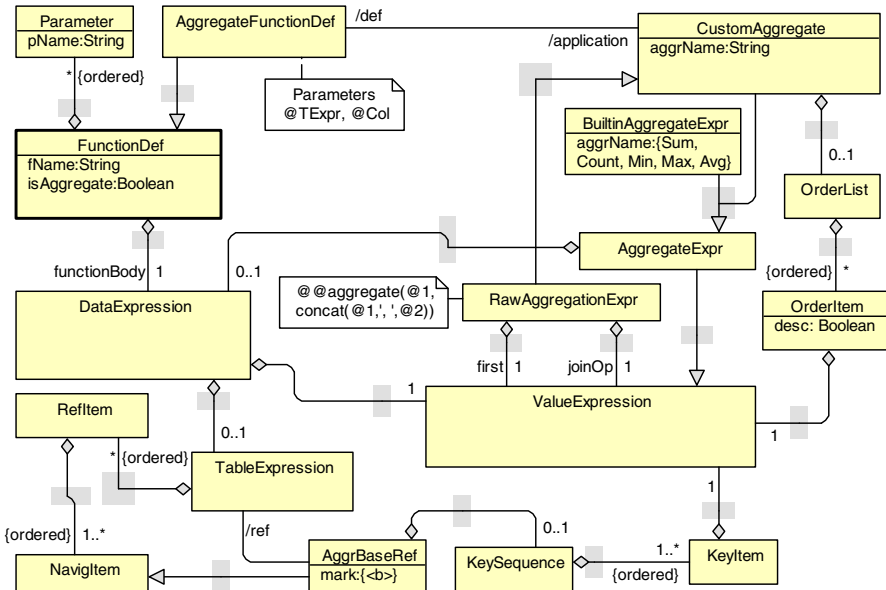 Parameter
pName:String
AggregateFunctionDef
/def
/application
CustomAggregate
aggrName:String
* {ordered}
Parameters
@TExpr, @Col
BuiltinAggregateExpr
aggrName:{Sum,
Count, Min, Max, Avg}
FunctionDef
fName:String
isAggregate:Boolean
0..1
OrderList
functionBody 1
0..1
AggregateExpr
{ordered} *
@@aggregate(@1,
concat(@1,', ',@2))
RawAggregationExpr
DataExpression
OrderItem
desc: Boolean
first 1
joinOp 1
1
ValueExpression
RefItem
0..1
1
* {ordered}
TableExpression
1
{ordered} 1..*
/ref
0..1
1..*
NavigItem
AggrBaseRef
mark:{<b>}
KeySequence
{ordered}
KeyItem